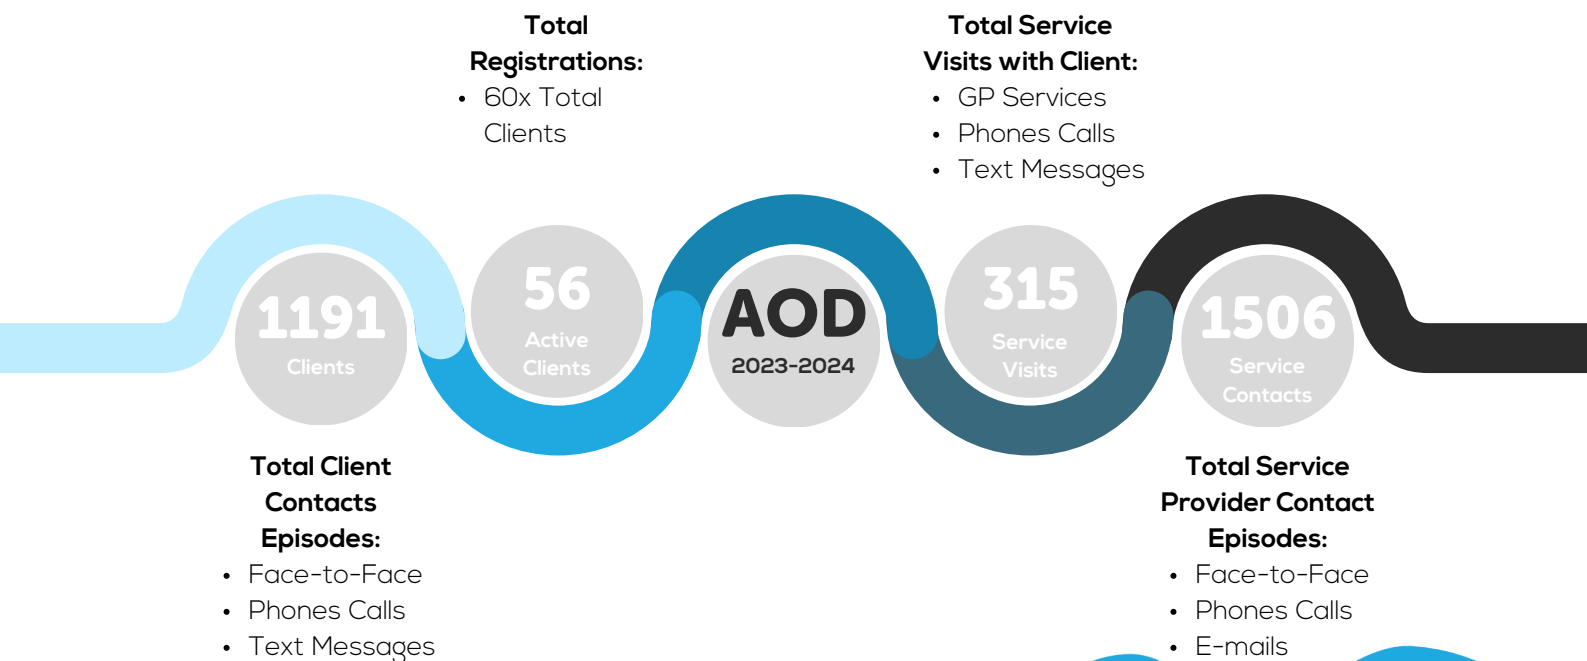 Total
Registrations:
• 60x Total
Clients
Total Service
Visits with Client:
• GP Services
• Phones Calls
• Text Messages
1191
Clients
56
Active
Clients
AOD
2023-2024
315
Service
Visits
1506
Service
Contacts
Total Client
Contacts
Episodes:
• Face-to-Face
• Phones Calls
• Text Messages
Total Service
Provider Contact
Episodes:
• Face-to-Face
• Phones Calls
• E-mails